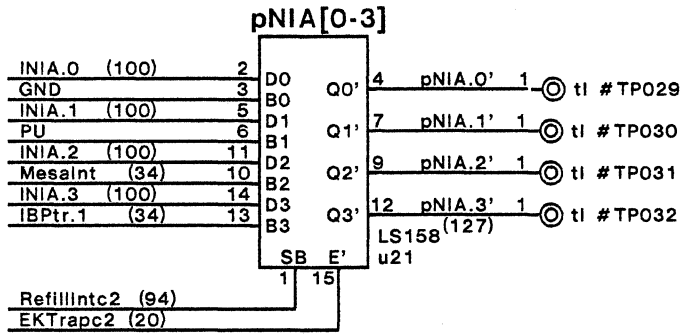 pNIA[0-3]
INIA.0 (100) 2 D0 Q0' 4 pNIA.0' 1 tl #TP029
GND 3 B0
INIA.1 (100) 5 D1 Q1' 7 pNIA.1' 1 tl #TP030
PU 6 B1
INIA.2 (100) 11 D2 Q2' 9 pNIA.2' 1 tl #TP031
MesaInt (34) 10 B2
INIA.3 (100) 14 D3 Q3' 12 pNIA.3' 1 tl #TP032
IBPtr.1 (34) 13 B3
(127)
LS158
SB E' u21
1 15
RefillIntc2 (94)
EKTrapc2 (20)